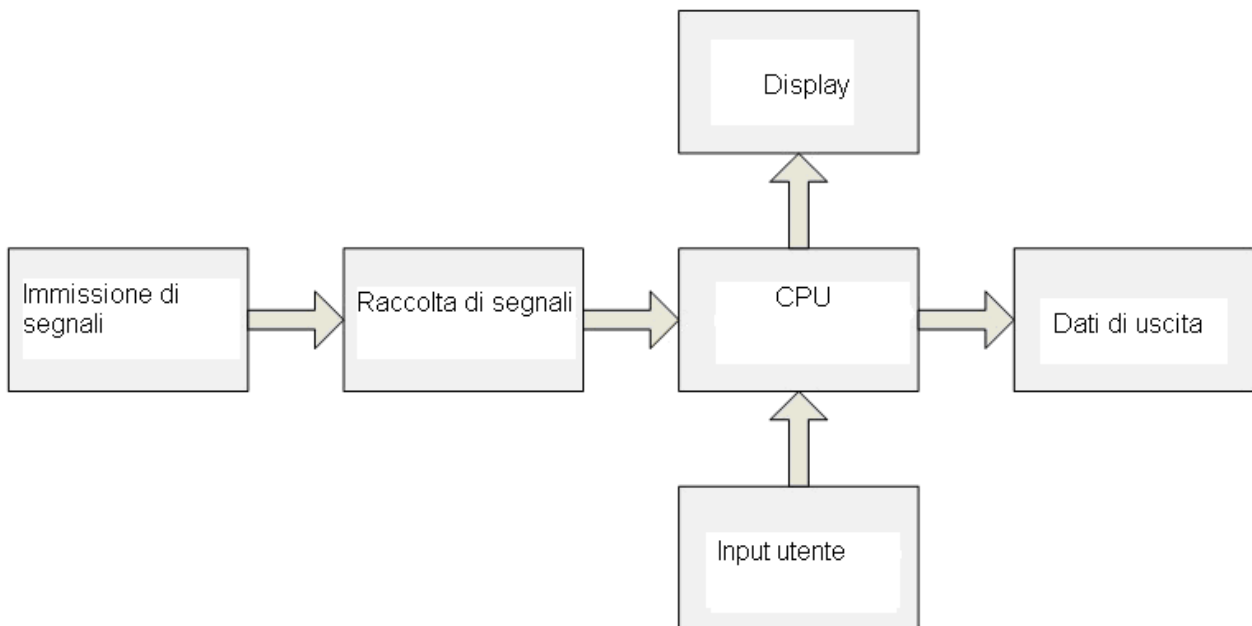 Display
Immissione di
segnali
Raccolta di segnali
CPU
Dati di uscita
Input utente